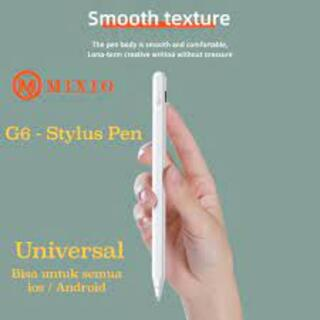 Smooth texture
The pen body is smooth and comfortable,
Long-term creative writing without pressure
M MIXIO
G6 - Stylus Pen
Universal
Bisa untuk semua
ios / Android